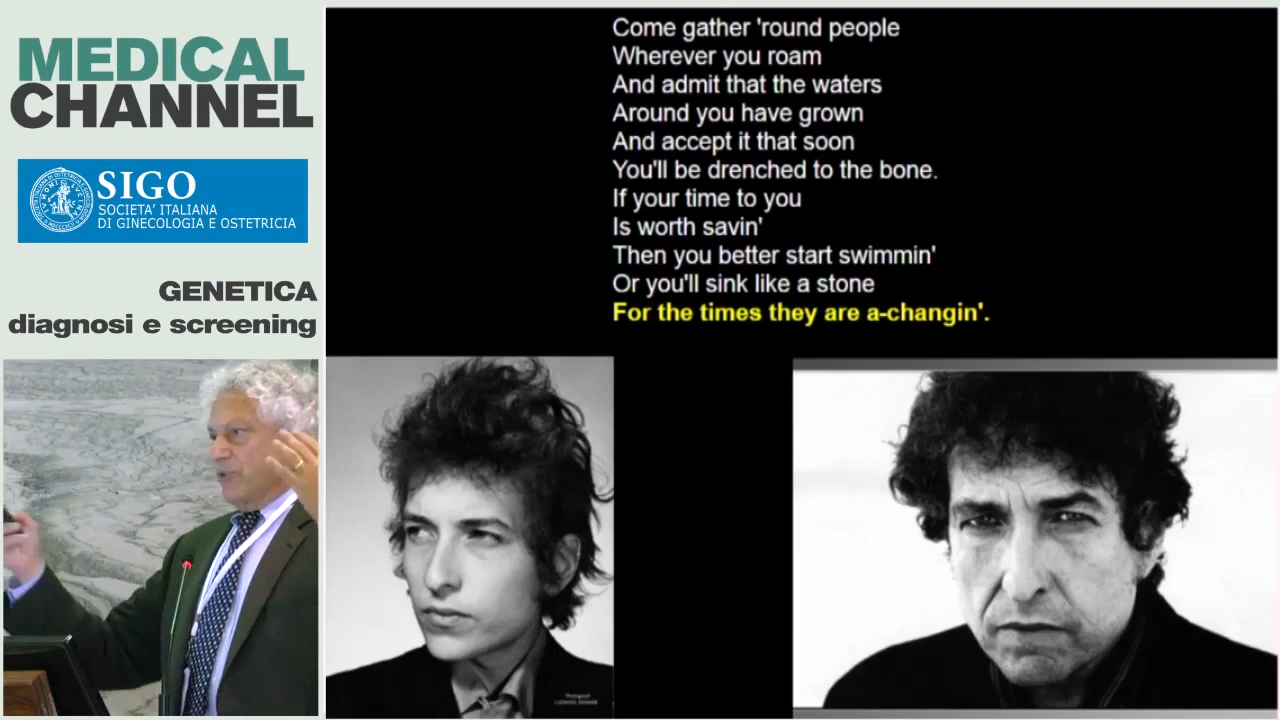 MEDICAL
CHANNEL
SIGO
SOCIETA' ITALIANA
DI GINECOLOGIA E OSTETRICIA
GENETICA
diagnosi e screening
Come gather 'round people
Wherever you roam
And admit that the waters
Around you have grown
And accept it that soon
You'll be drenched to the bone.
If your time to you
Is worth savin'
Then you better start swimmin'
Or you'll sink like a stone
For the times they are a-changin'.